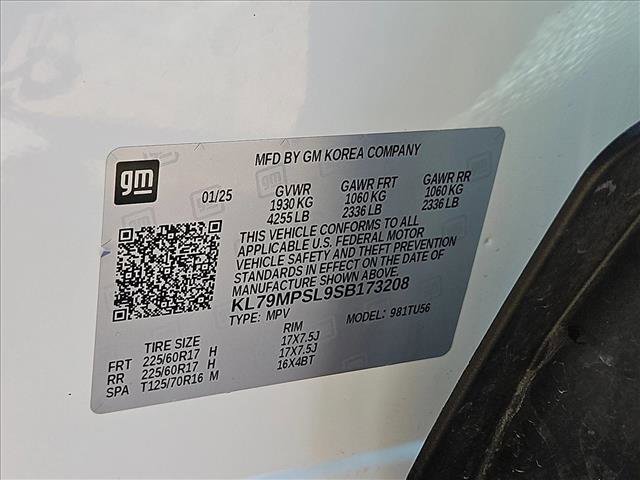 MFD BY GM KOREA COMPANY
gm
01/25 GVWR GAWR FRT GAWR RR
1930 KG 1060 KG 1060 KG
4255 LB 2336 LB 2336 LB
THIS VEHICLE CONFORMS TO ALL
APPLICABLE U.S. FEDERAL MOTOR
VEHICLE SAFETY AND THEFT PREVENTION
STANDARDS IN EFFECT ON THE DATE OF
MANUFACTURE SHOWN ABOVE.
KL79MPSL9SB173208
TYPE: MPV MODEL: 981TU56
TIRE SIZE RIM
FRT 225/60R17 H 17X7.5J
RR 225/60R17 H 17X7.5J
SPA T125/70R16 M 16X4BT